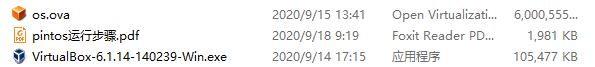 os.ova 2020/9/15 13:41 Open Virtualizati... 6,000,555...
pintos运行步骤.pdf 2020/9/18 9:19 Foxit Reader PD... 1,981 KB
VirtualBox-6.1.14-140239-Win.exe 2020/9/14 17:15 应用程序 105,477 KB